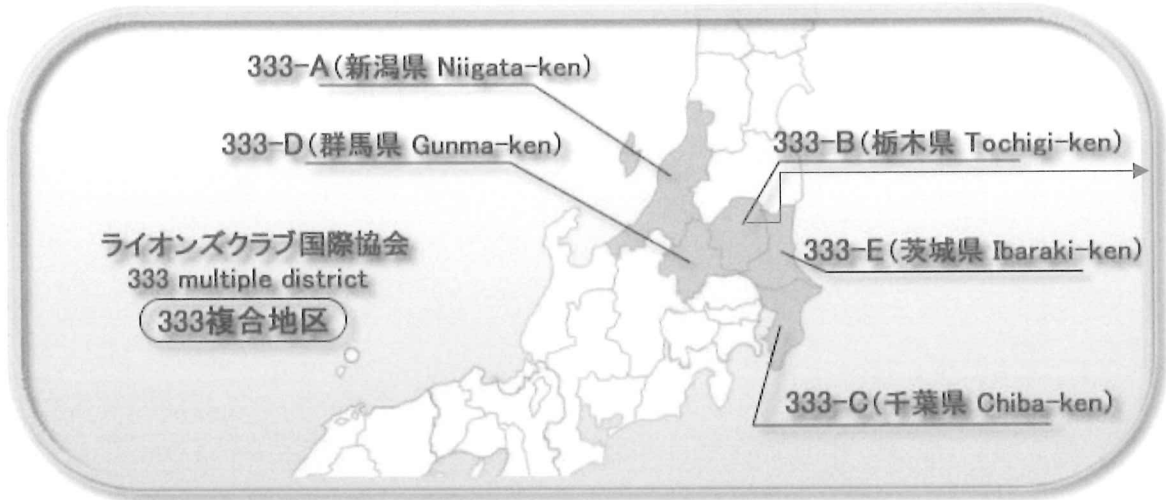 333-A(新潟県 Niigata-ken)
333-D(群馬県 Gunma-ken)
333-B(栃木県 Tochigi-ken)
ライオンズクラブ国際協会
333 multiple district
333複合地区
333-E(茨城県 Ibaraki-ken)
333-C(千葉県 Chiba-ken)